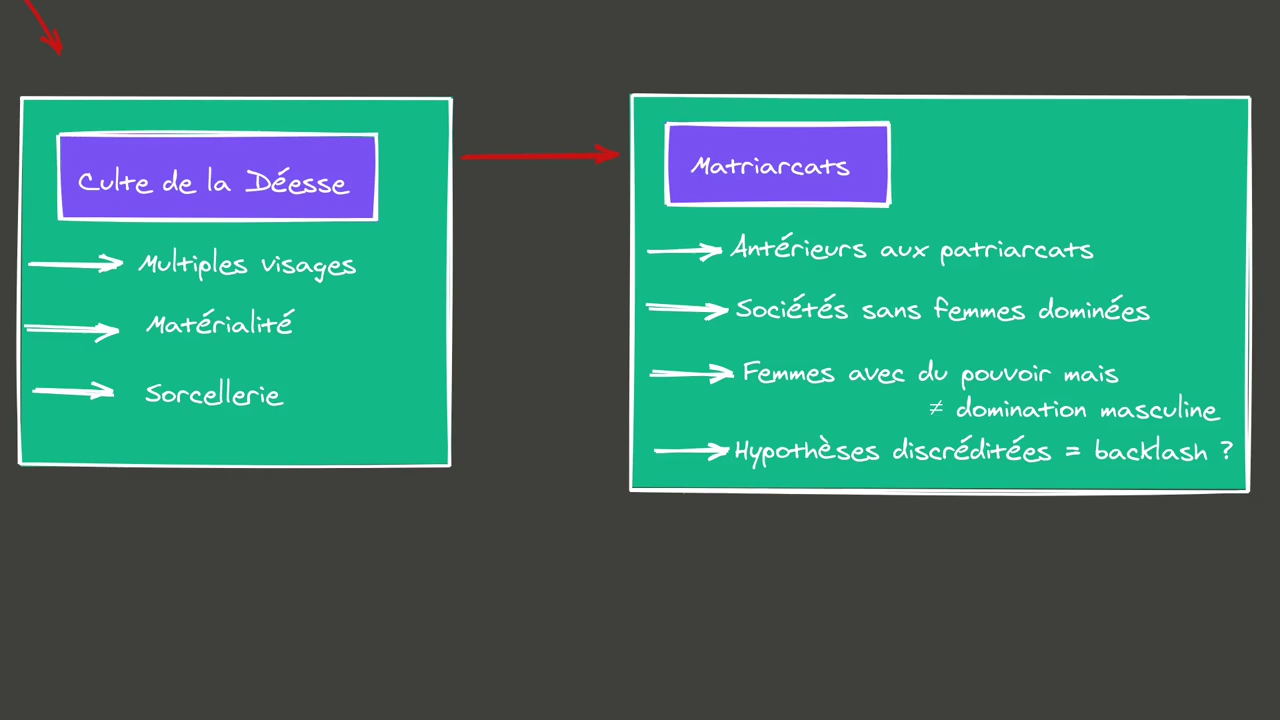 Culte de la Déesse
Multiples visages
Matérialité
Sorcellerie
Matriarcats
Antérieurs aux patriarcats
Sociétés sans femmes dominées
Femmes avec du pouvoir mais
≠ domination masculine
Hypothèses discréditées = backlash ?